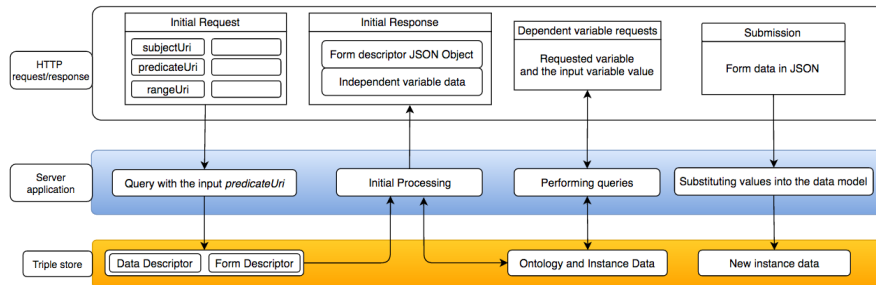 HTTP
request/response
Initial Request
subjectUri
predicateUri
rangeUri
Initial Response
Form descriptor JSON Object
Independent variable data
Dependent variable requests
Requested variable
and the input variable value
Submission
Form data in JSON
Server
application
Query with the input predicateUri
Initial Processing
Performing queries
Substituting values into the data model
Triple store
Data Descriptor
Form Descriptor
Ontology and Instance Data
New instance data